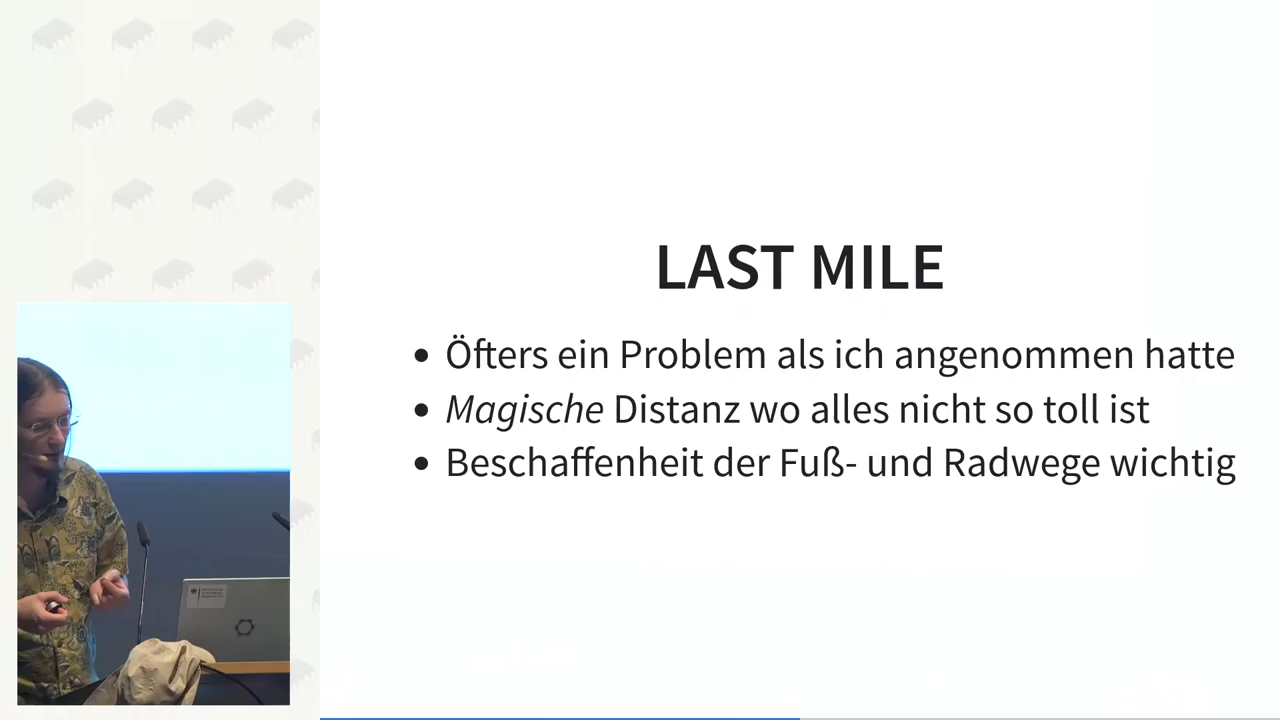 LAST MILE
Öfters ein Problem als ich angenommen hatte
Magische Distanz wo alles nicht so toll ist
Beschaffenheit der Fuß- und Radwege wichtig